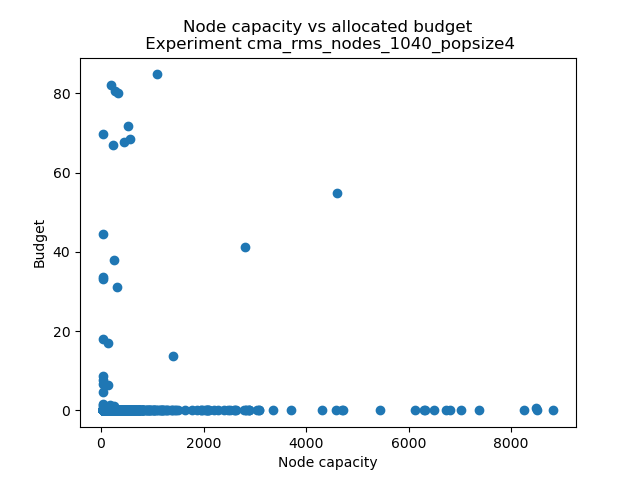 Node capacity vs allocated budget
Experiment cma_rms_nodes_1040_popsize4
80
60
40
20
0
Budget
0 2000 4000 6000 8000
Node capacity